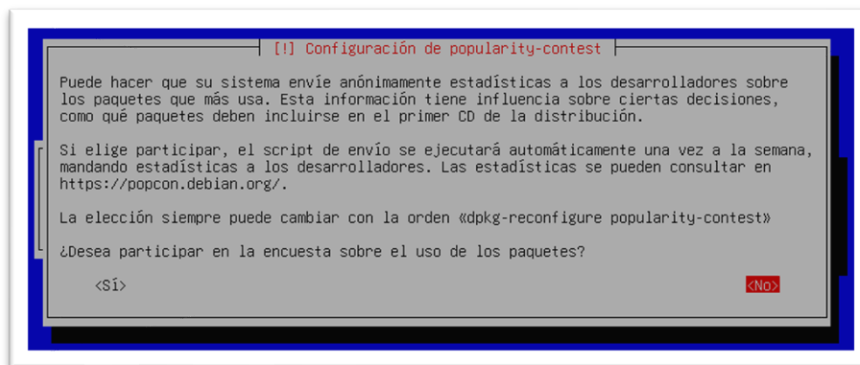 [!] Configuración de popularity-contest
Puede hacer que su sistema envíe anónimamente estadísticas a los desarrolladores sobre
los paquetes que más usa. Esta información tiene influencia sobre ciertas decisiones,
como qué paquetes deben incluirse en el primer CD de la distribución.
Si elige participar, el script de envío se ejecutará automáticamente una vez a la semana,
mandando estadísticas a los desarrolladores. Las estadísticas se pueden consultar en
https://popcon.debian.org/.
La elección siempre puede cambiar con la orden «dpkg-reconfigure popularity-contest»
¿Desea participar en la encuesta sobre el uso de los paquetes?
<Sí> <No>